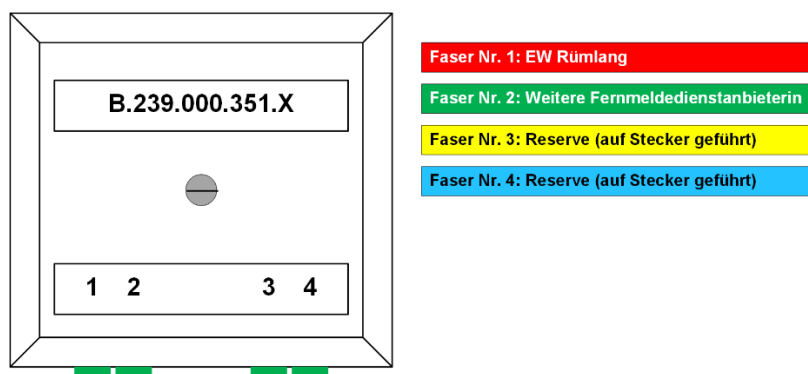 B.239.000.351.X
1 2 3 4
Faser Nr. 1: EW Rümlang
Faser Nr. 2: Weitere Fernmeldedienstanbieterin
Faser Nr. 3: Reserve (auf Stecker geführt)
Faser Nr. 4: Reserve (auf Stecker geführt)